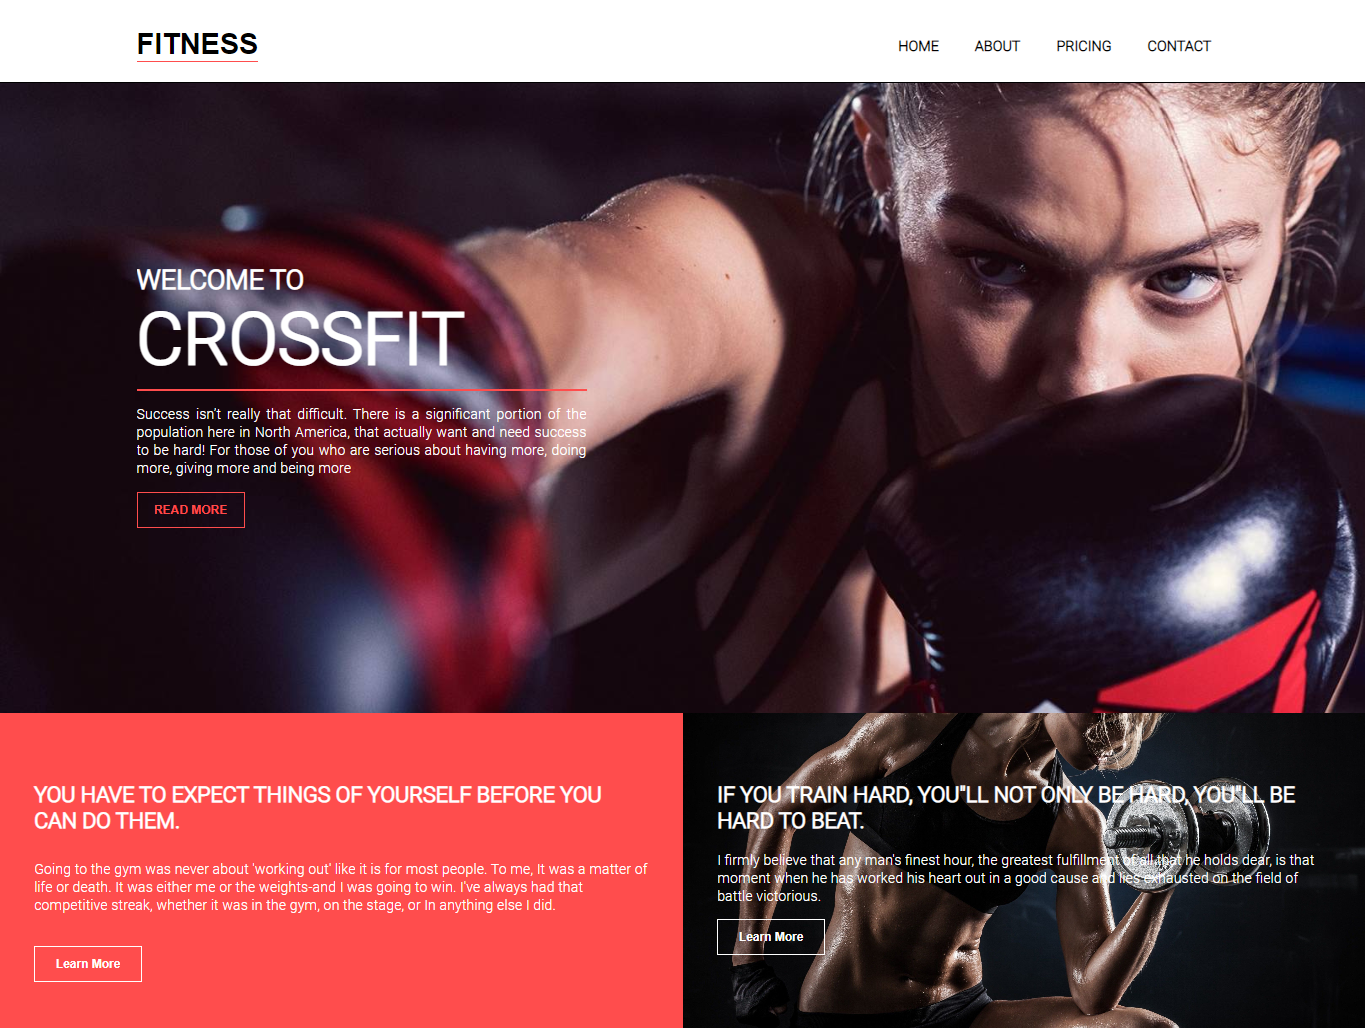 FITNESS
HOME ABOUT PRICING CONTACT
WELCOME TO
CROSSFIT
Success isn't really that difficult. There is a significant portion of the
population here in North America, that actually want and need success
to be hard! For those of you who are serious about having more, doing
more, giving more and being more
READ MORE
YOU HAVE TO EXPECT THINGS OF YOURSELF BEFORE YOU
CAN DO THEM.
Going to the gym was never about 'working out' like it is for most people. To me, It was a matter of
life or death. It was either me or the weights-and I was going to win. I've always had that
competitive streak, whether it was in the gym, on the stage, or In anything else I did.
Learn More
IF YOU TRAIN HARD, YOU"LL NOT ONLY BE HARD, YOU"LL BE
HARD TO BEAT.
I firmly believe that any man's finest hour, the greatest fulfillment of all that he holds dear, is that
moment when he has worked his heart out in a good cause and lies exhausted on the field of
battle victorious.
Learn More